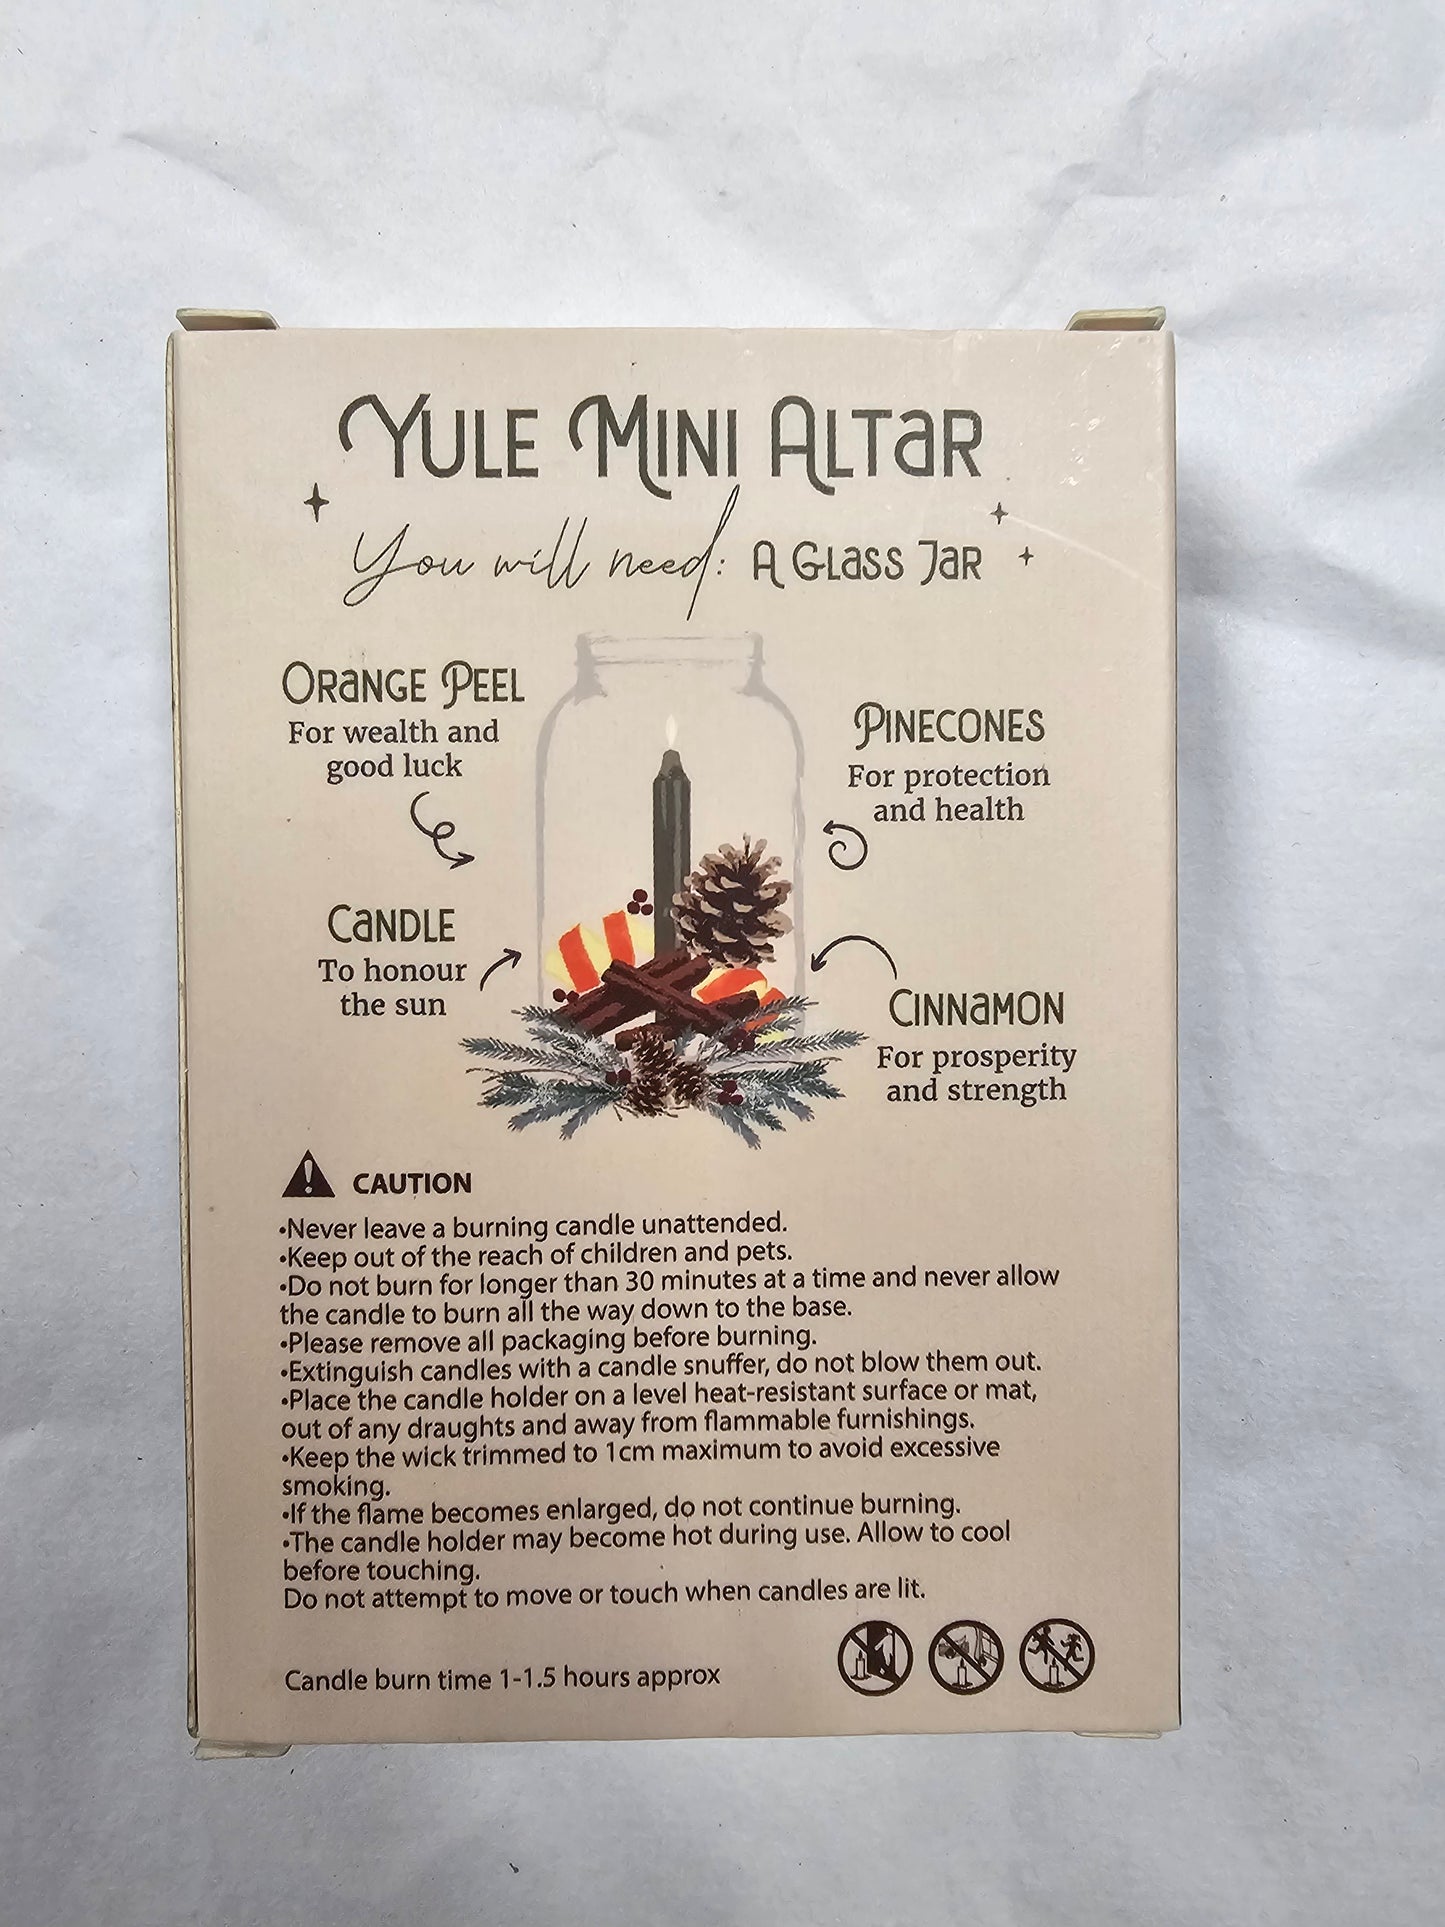 YULE MINI ALTAR
You will need: A GLASS JAR
ORANGE PEEL
For wealth and
good luck
PINECONES
For protection
and health
CANDLE
To honour
the sun
CINNAMON
For prosperity
and strength
CAUTION
•Never leave a burning candle unattended.
•Keep out of the reach of children and pets.
•Do not burn for longer than 30 minutes at a time and never allow
the candle to burn all the way down to the base.
•Please remove all packaging before burning.
•Extinguish candles with a candle snuffer, do not blow them out.
•Place the candle holder on a level heat-resistant surface or mat,
out of any draughts and away from flammable furnishings.
•Keep the wick trimmed to 1cm maximum to avoid excessive
smoking.
•If the flame becomes enlarged, do not continue burning.
•The candle holder may become hot during use. Allow to cool
before touching.
Do not attempt to move or touch when candles are lit.
Candle burn time 1-1.5 hours approx